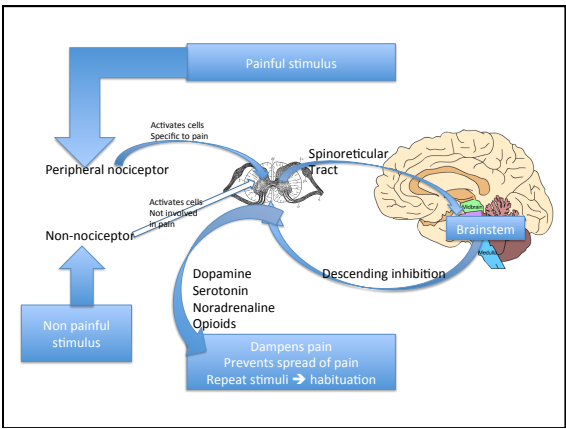 Painful stimulus
Activates cells
Specific to pain
Peripheral nociceptor
Spinoreticular
Tract
Activates cells
Not involved
in pain
Non-nociceptor
Midbrain
Brainstem
Medulla
Dopamine
Serotonin
Noradrenaline
Opioids
Descending inhibition
Non painful
stimulus
Dampens pain
Prevents spread of pain
Repeat stimuli ➔ habituation